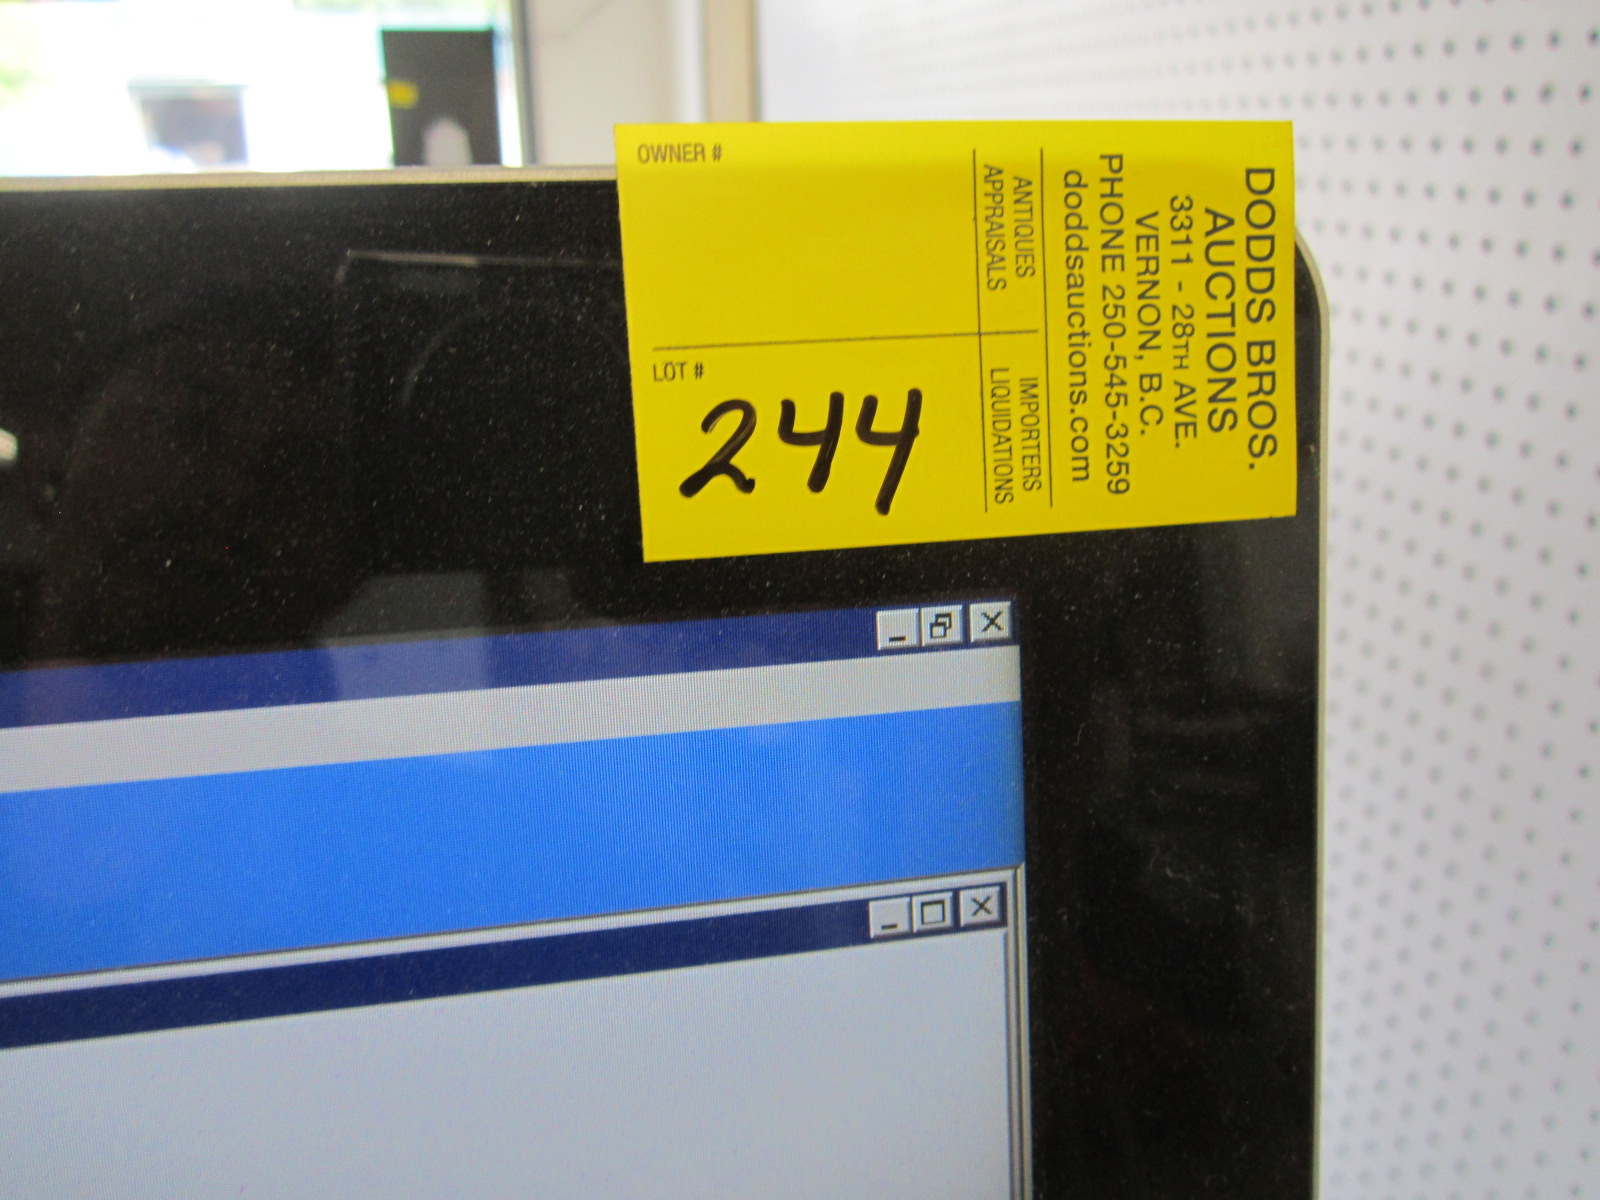 DODDS BROS.
AUCTIONS
3311 - 28TH AVE.
VERNON, B.C.
PHONE 250-545-3259
doddsauctions.com
ANTIQUES
APPRAISALS
IMPORTERS
LIQUIDATIONS
OWNER #
LOT #
244